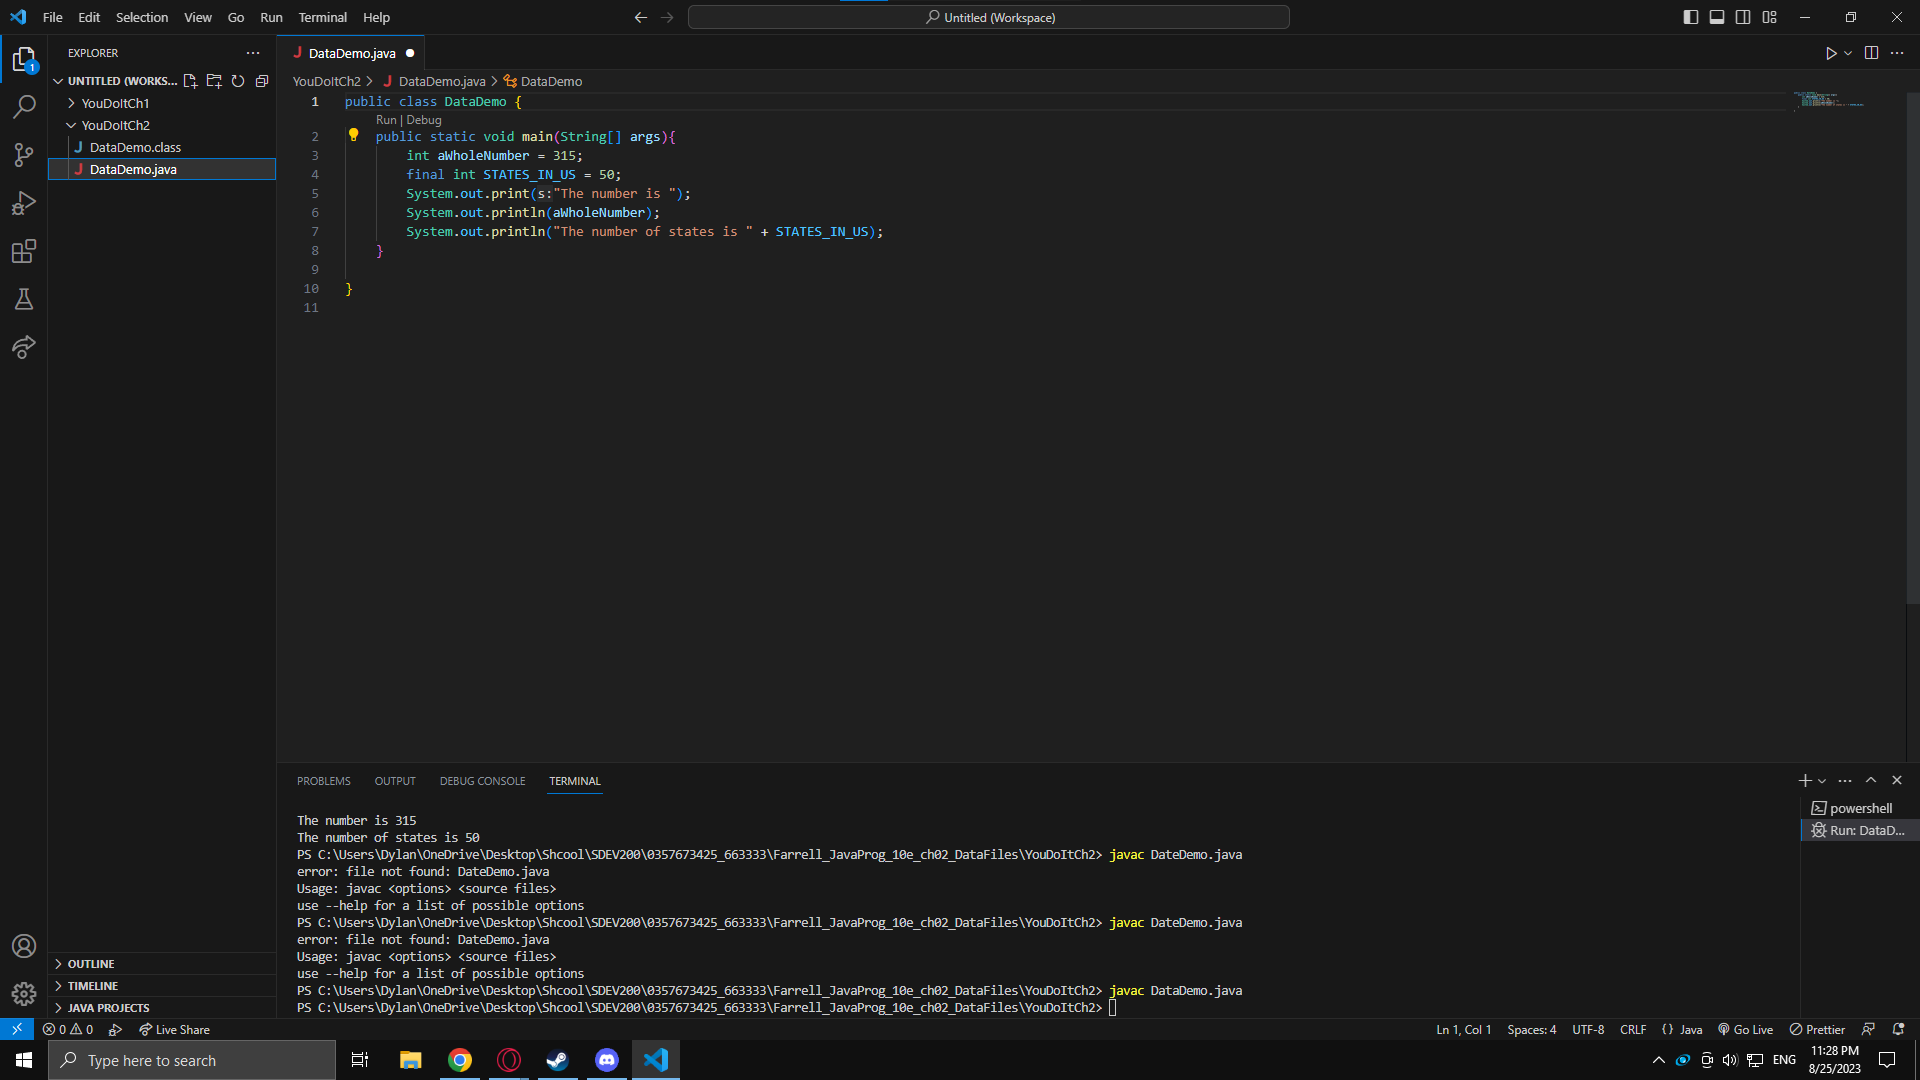 File Edit Selection View Go Run Terminal Help
Untitled (Workspace)
EXPLORER
1
UNTITLED (WORKS...
YouDoItCh1
YouDoItCh2
J DataDemo.class
J DataDemo.java
J DataDemo.java
YouDoItCh2 > J DataDemo.java > DataDemo
1 public class DataDemo {
Run | Debug
2 public static void main(String[] args){
3 int aWholeNumber = 315;
4 final int STATES_IN_US = 50;
5 System.out.print(s:"The number is ");
6 System.out.println(aWholeNumber);
7 System.out.println("The number of states is " + STATES_IN_US);
8 }
9
10 }
11
PROBLEMS OUTPUT DEBUG CONSOLE TERMINAL
powershell
Run: DataD...
The number is 315
The number of states is 50
PS C:\Users\Dylan\OneDrive\Desktop\Shcool\SDEV200\0357673425_663333\Farrell_JavaProg_10e_ch02_DataFiles\YouDoItCh2> javac DateDemo.java
error: file not found: DateDemo.java
Usage: javac <options> <source files>
use --help for a list of possible options
PS C:\Users\Dylan\OneDrive\Desktop\Shcool\SDEV200\0357673425_663333\Farrell_JavaProg_10e_ch02_DataFiles\YouDoItCh2> javac DateDemo.java
error: file not found: DateDemo.java
Usage: javac <options> <source files>
use --help for a list of possible options
PS C:\Users\Dylan\OneDrive\Desktop\Shcool\SDEV200\0357673425_663333\Farrell_JavaProg_10e_ch02_DataFiles\YouDoItCh2> javac DataDemo.java
PS C:\Users\Dylan\OneDrive\Desktop\Shcool\SDEV200\0357673425_663333\Farrell_JavaProg_10e_ch02_DataFiles\YouDoItCh2>
OUTLINE
TIMELINE
JAVA PROJECTS
0 0 Live Share
Ln 1, Col 1 Spaces: 4 UTF-8 CRLF {} Java Go Live Prettier
Type here to search
ENG
11:28 PM
8/25/2023